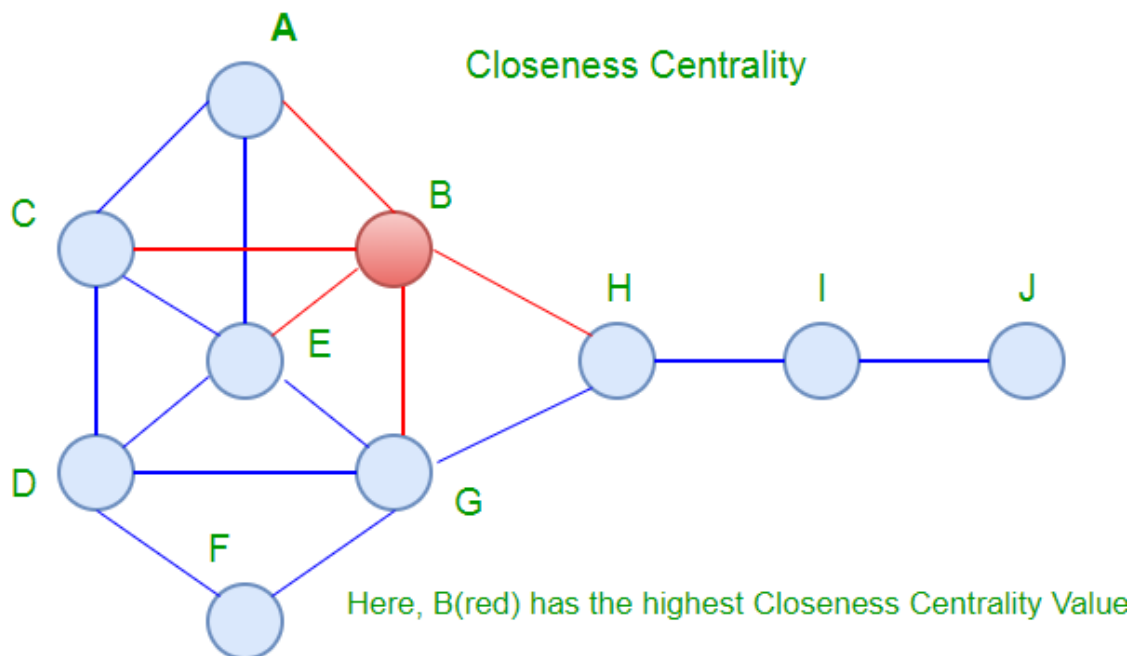 A
Closeness Centrality
C
B
H
I
J
E
D
G
F
Here, B(red) has the highest Closeness Centrality Value